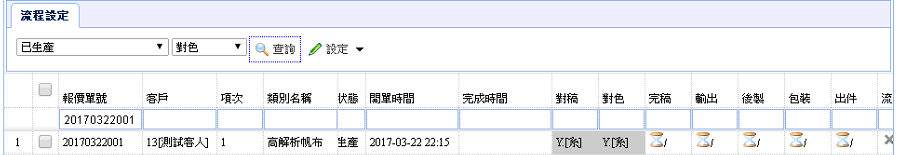 流程設定
已生產 對色 查詢 設定
報價單號 客戶 項次 類別名稱 狀態 開單時間 完成時間 對稿 對色 完稿 輸出 後製 包裝 出件 流
20170322001
1 20170322001 13[測試客人] 1 高解析帆布 生產 2017-03-22 22:15 Y.[系] Y.[系] / / / / /